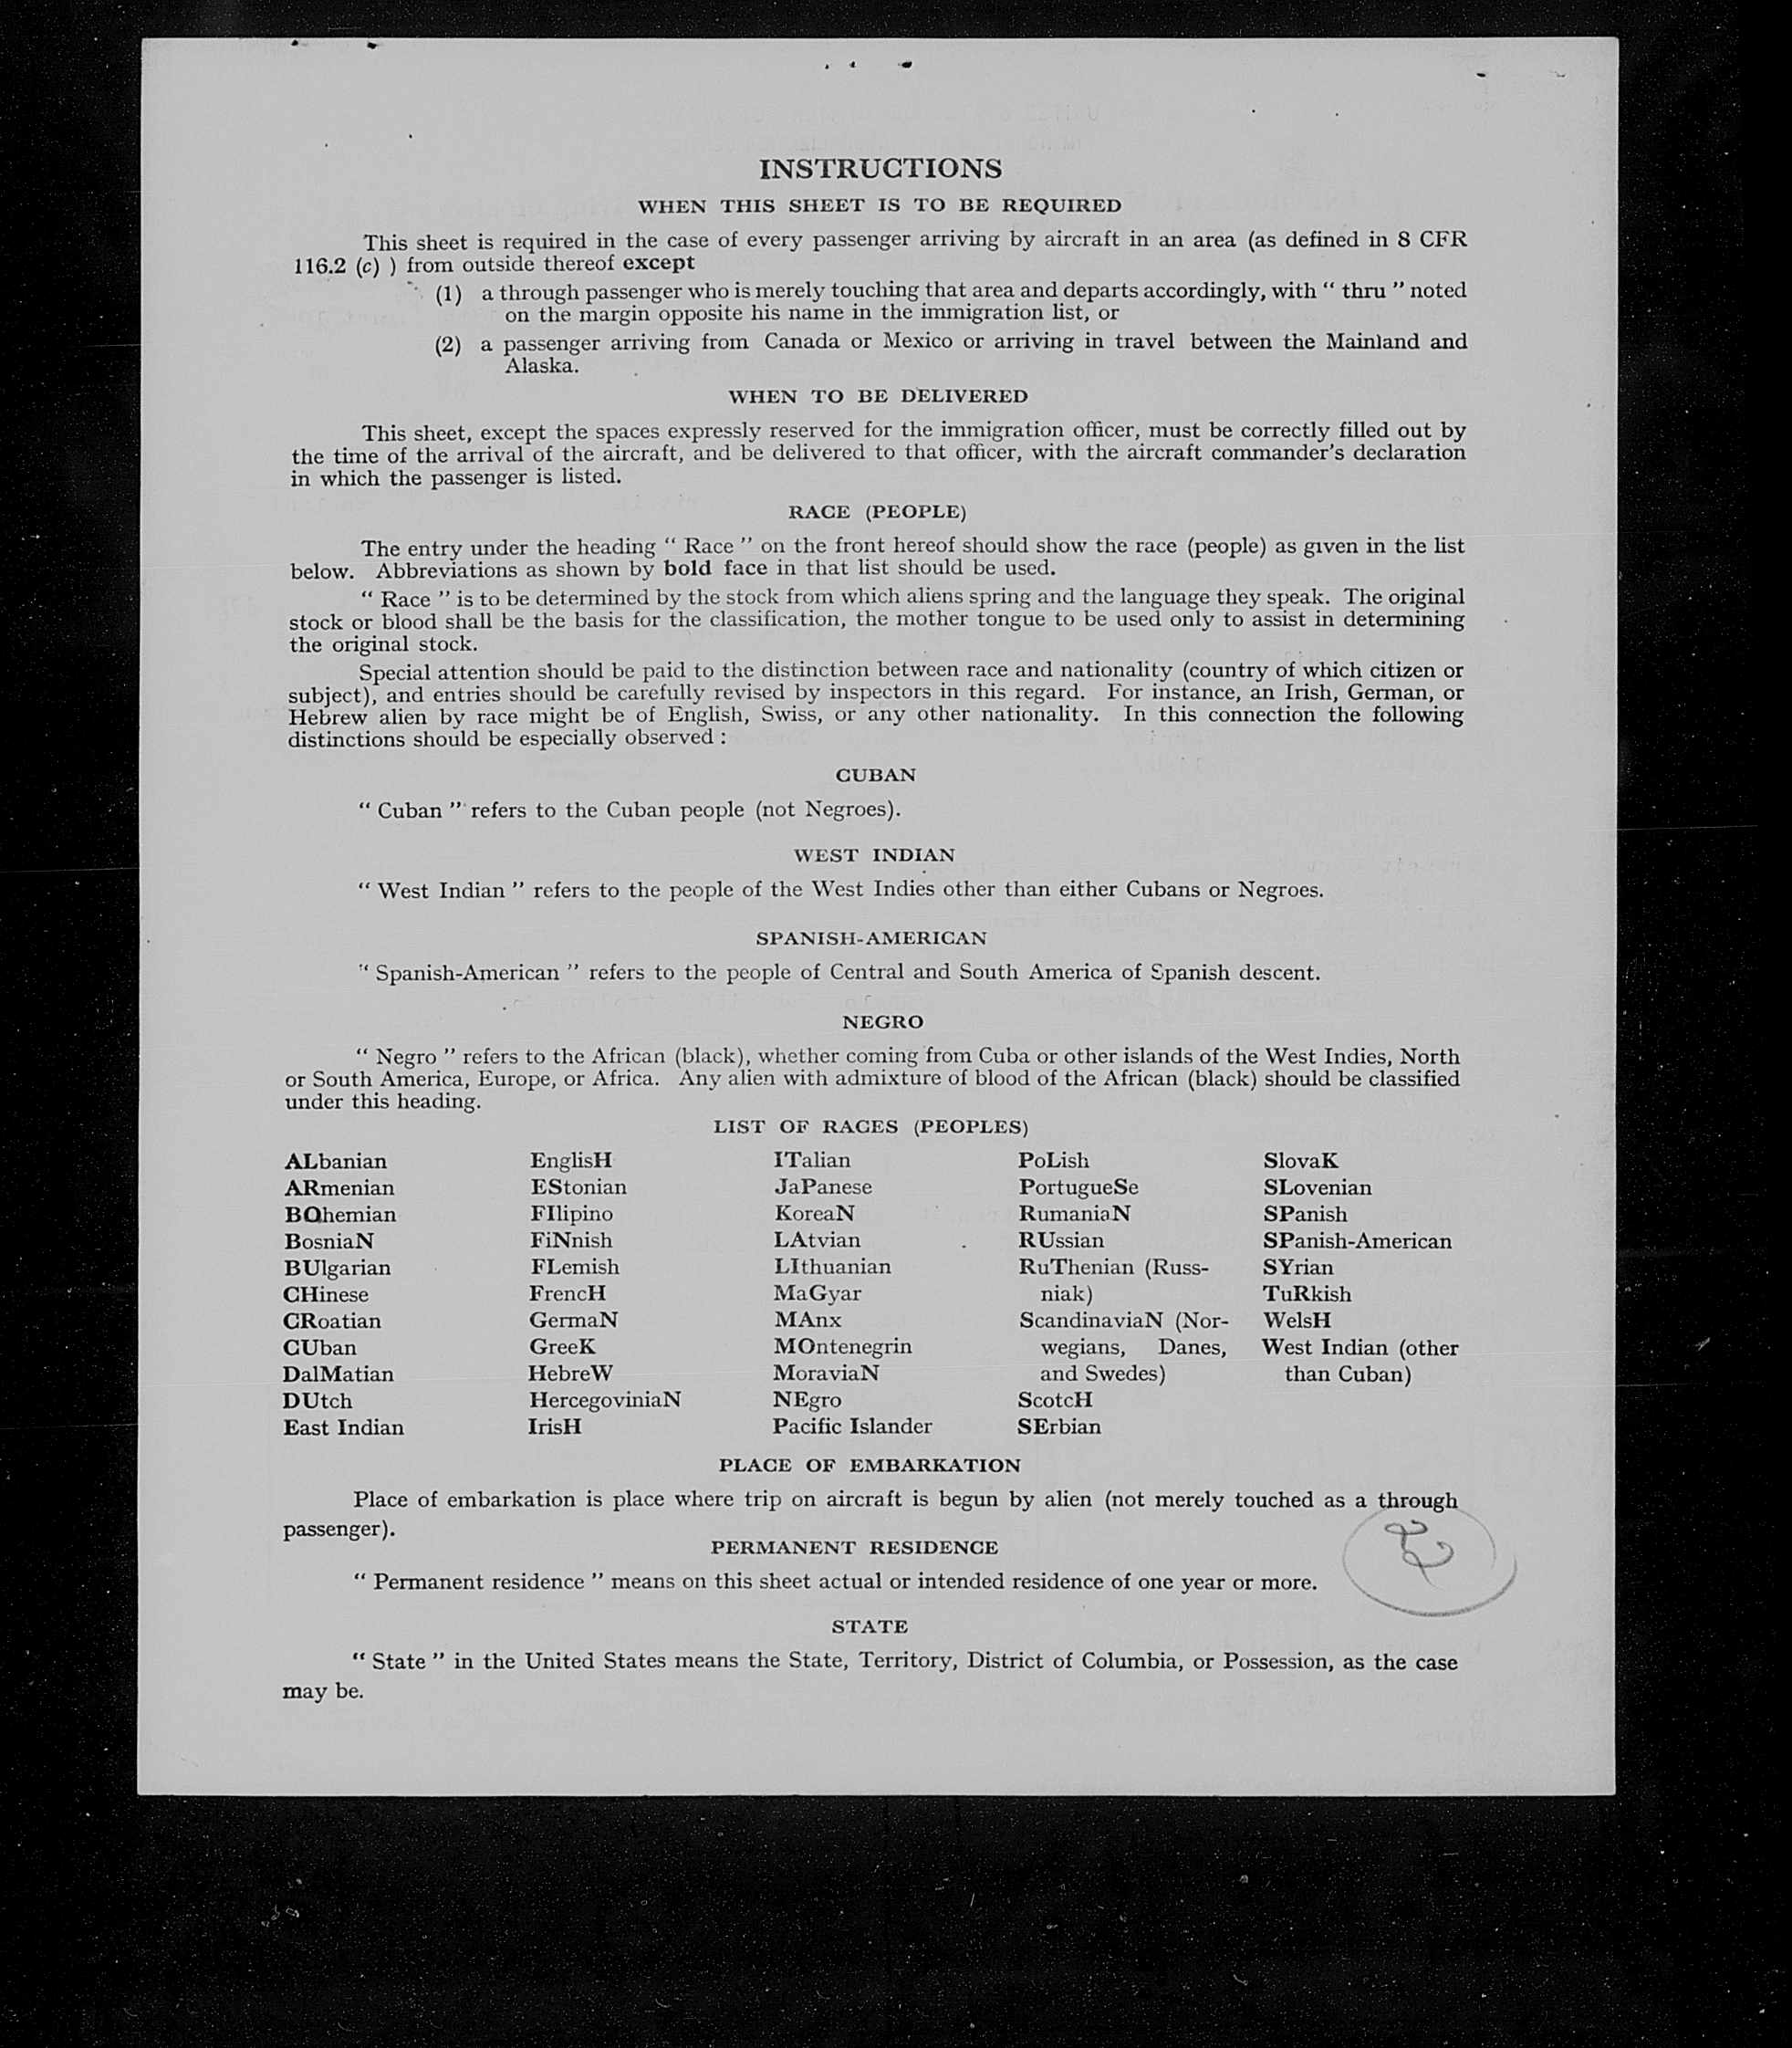 INSTRUCTIONS
WHEN THIS SHEET IS TO BE REQUIRED
This sheet is required in the case of every passenger arriving by aircraft in an area (as defined in 8 CFR
116.2 (c) ) from outside thereof except
(1) a through passenger who is merely touching that area and departs accordingly, with " thru " noted
on the margin opposite his name in the immigration list, or
(2) a passenger arriving from Canada or Mexico or arriving in travel between the Mainland and
Alaska.
WHEN TO BE DELIVERED
This sheet, except the spaces expressly reserved for the immigration officer, must be correctly filled out by
the time of the arrival of the aircraft, and be delivered to that officer, with the aircraft commander's declaration
in which the passenger is listed.
RACE (PEOPLE)
The entry under the heading " Race " on the front hereof should show the race (people) as given in the list
below. Abbreviations as shown by bold face in that list should be used.
" Race " is to be determined by the stock from which aliens spring and the language they speak. The original
stock or blood shall be the basis for the classification, the mother tongue to be used only to assist in determining
the original stock.
Special attention should be paid to the distinction between race and nationality (country of which citizen or
subject), and entries should be carefully revised by inspectors in this regard. For instance, an Irish, German, or
Hebrew alien by race might be of English, Swiss, or any other nationality. In this connection the following
distinctions should be especially observed :
CUBAN
" Cuban " refers to the Cuban people (not Negroes).
WEST INDIAN
" West Indian " refers to the people of the West Indies other than either Cubans or Negroes.
SPANISH-AMERICAN
" Spanish-American " refers to the people of Central and South America of Spanish descent.
NEGRO
" Negro " refers to the African (black), whether coming from Cuba or other islands of the West Indies, North
or South America, Europe, or Africa. Any alien with admixture of blood of the African (black) should be classified
under this heading.
LIST OF RACES (PEOPLES)
ALbanian
ARmenian
BOhemian
BosniaN
BUlgarian
CHinese
CRoatian
CUban
DalMatian
DUtch
East Indian
EnglisH
EStonian
FIlipino
FiNnish
FLemish
FrencH
GermaN
GreeK
HebreW
HercegoviniaN
IrisH
ITalian
JaPanese
KoreaN
LAtvian
LIthuanian
MaGyar
MAnx
MOntenegrin
MoraviaN
NEgro
Pacific Islander
PoLish
PortugueSe
RumaniaN
RUssian
RuThenian (Russ-
niak)
ScandinaviaN (Nor-
wegians, Danes,
and Swedes)
ScotcH
SErbian
SlovaK
SLovenian
SPanish
SPanish-American
SYrian
TuRkish
WelsH
West Indian (other
than Cuban)
PLACE OF EMBARKATION
Place of embarkation is place where trip on aircraft is begun by alien (not merely touched as a through
passenger).
PERMANENT RESIDENCE
" Permanent residence " means on this sheet actual or intended residence of one year or more.
STATE
" State " in the United States means the State, Territory, District of Columbia, or Possession, as the case
may be.